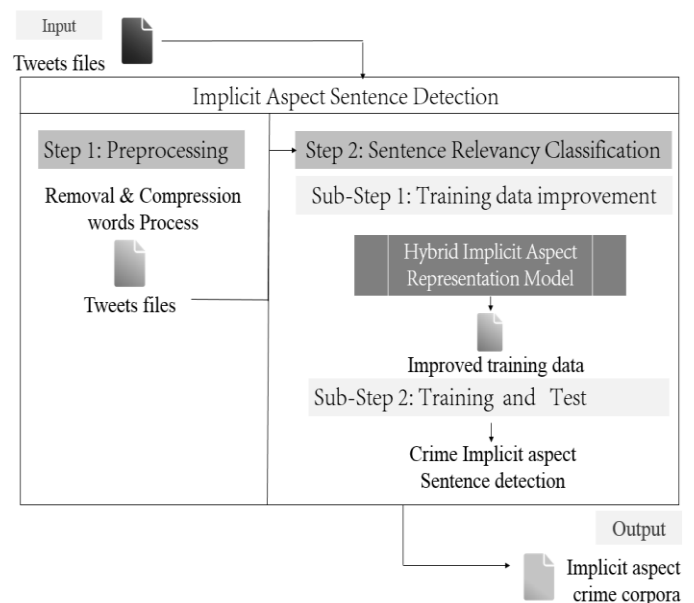 Input
Tweets files
Implicit Aspect Sentence Detection
Step 1: Preprocessing
Removal & Compression
words Process
Tweets files
Step 2: Sentence Relevancy Classification
Sub-Step 1: Training data improvement
Hybrid Implicit Aspect
Representation Model
Improved training data
Sub-Step 2: Training and Test
Crime Implicit aspect
Sentence detection
Output
Implicit aspect
crime corpora